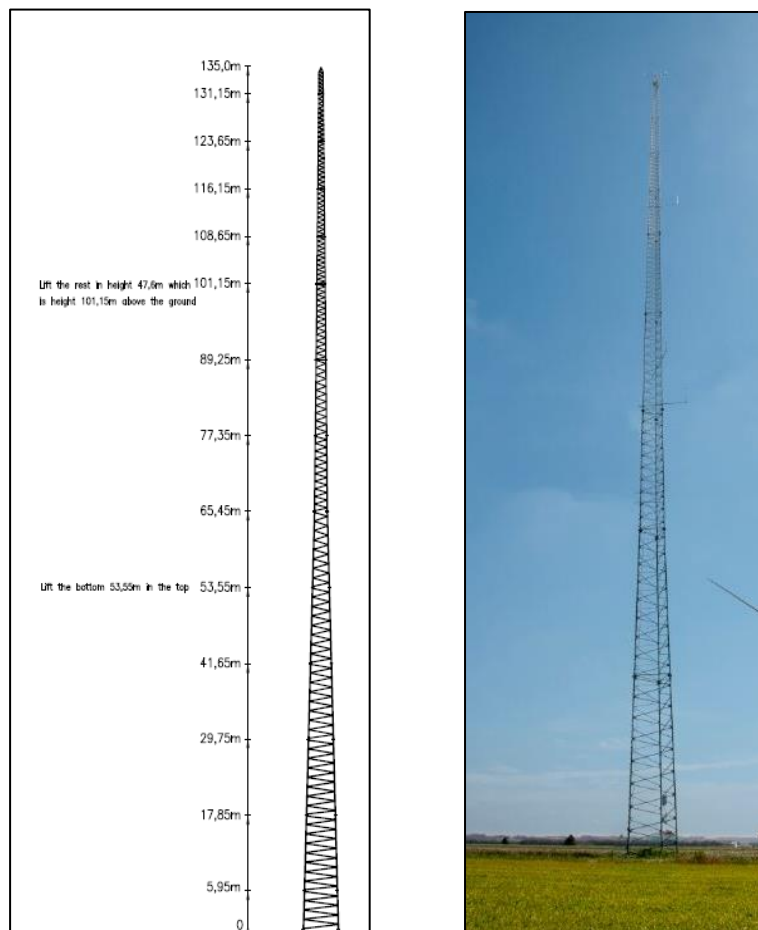 135,0m
131,15m
123,65m
116,15m
108,65m
Lift the rest in height 47,6m which 101,15m
is height 101,15m above the ground
89,25m
77,35m
65,45m
Lift the bottom 53,55m in the top 53,55m
41,65m
29,75m
17,85m
5,95m
0